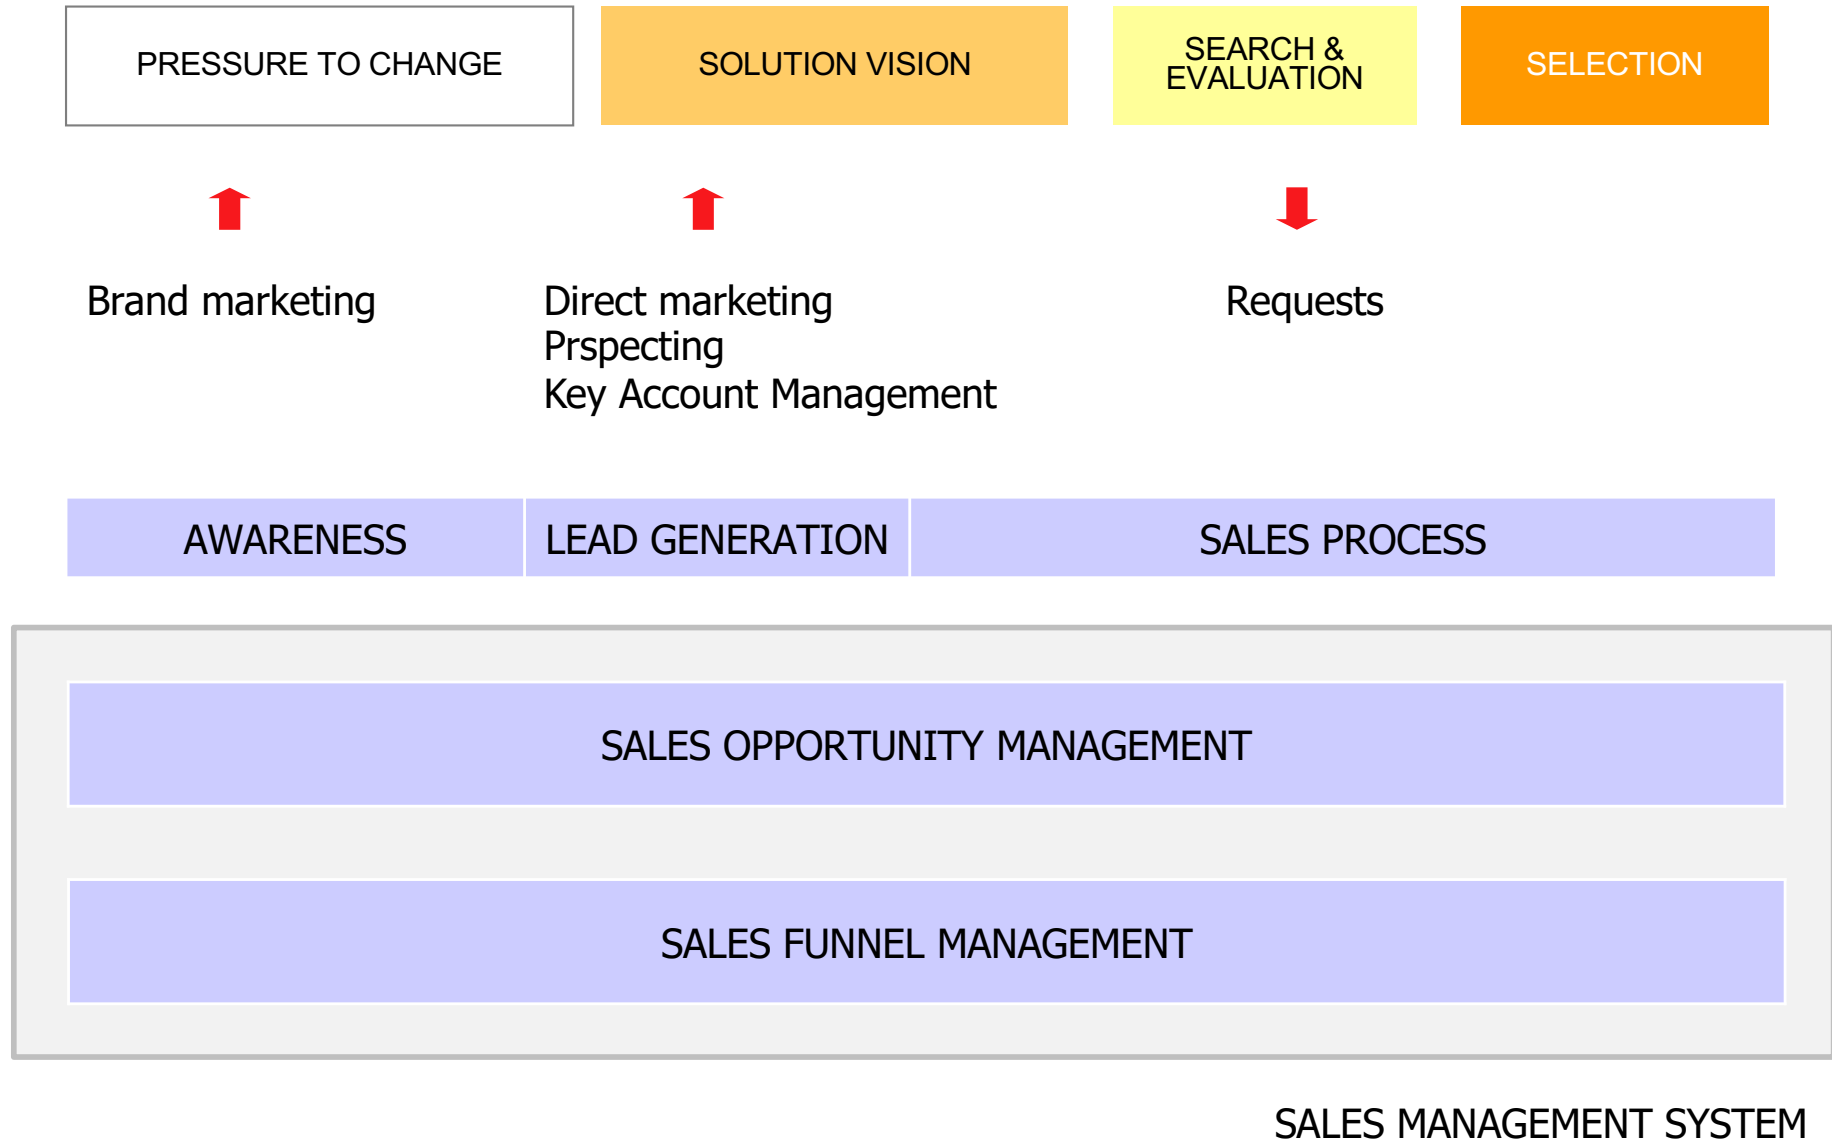 PRESSURE TO CHANGE
SOLUTION VISION
SEARCH &
EVALUATION
SELECTION
Brand marketing
Direct marketing
Prspecting
Key Account Management
Requests
AWARENESS
LEAD GENERATION
SALES PROCESS
SALES OPPORTUNITY MANAGEMENT
SALES FUNNEL MANAGEMENT
SALES MANAGEMENT SYSTEM